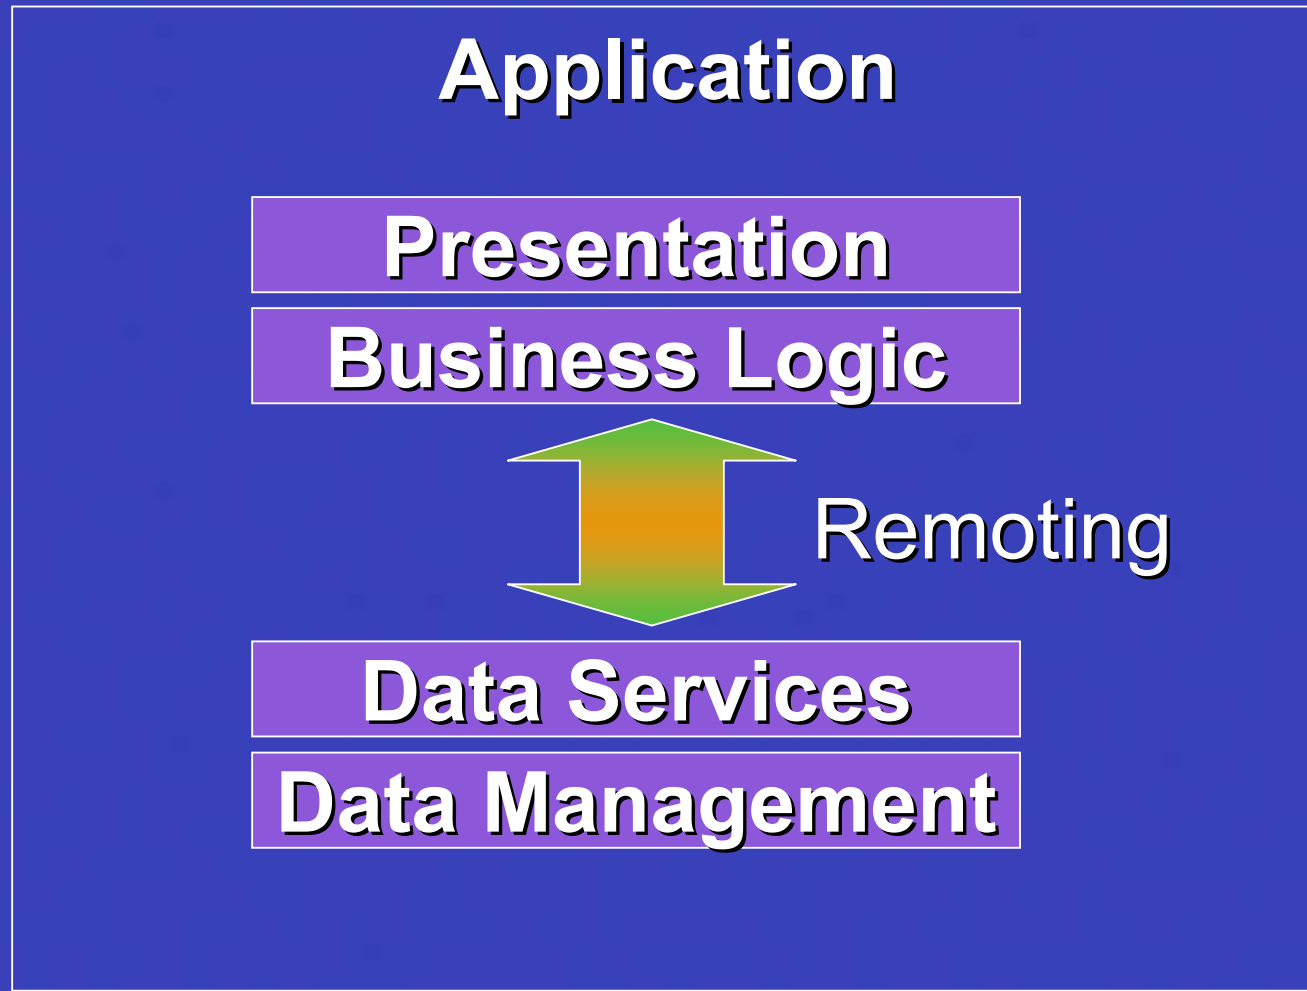 Application
Presentation
Business Logic
Remoting
Data Services
Data Management